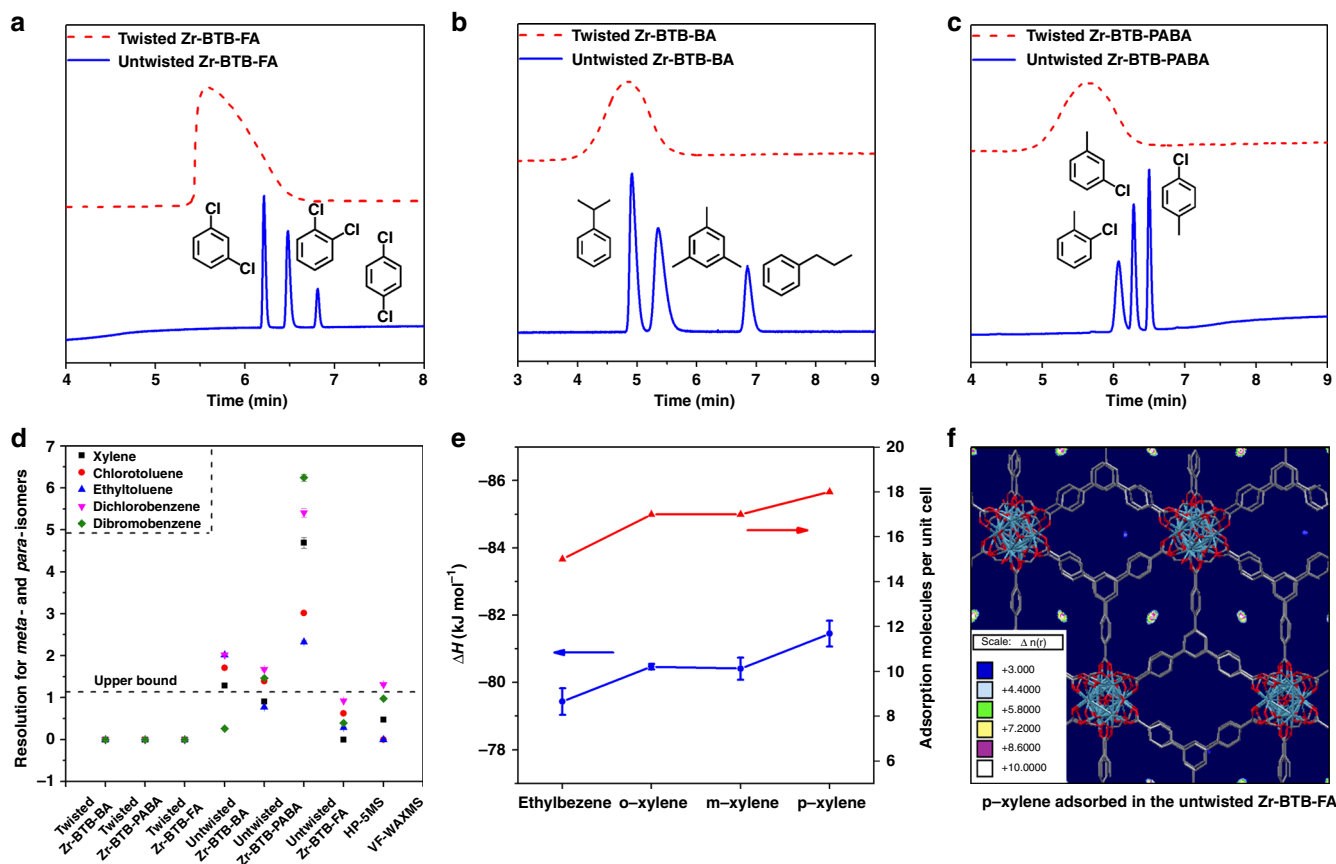 a
Twisted Zr-BTB-FA
Untwisted Zr-BTB-FA
Cl
Cl
Cl
Cl
Cl
Cl
4 5 6 7 8
Time (min)
b
Twisted Zr-BTB-BA
Untwisted Zr-BTB-BA
3 4 5 6 7 8 9
Time (min)
c
Twisted Zr-BTB-PABA
Untwisted Zr-BTB-PABA
Cl
Cl
Cl
4 5 6 7 8 9
Time (min)
d
Resolution for meta- and para-isomers
7
6
5
4
3
2
1
0
−1
Xylene
Chlorotoluene
Ethyltoluene
Dichlorobenzene
Dibromobenzene
Upper bound
Twisted
Zr-BTB-BA
Twisted
Zr-BTB-PABA
Twisted
Zr-BTB-FA
Untwisted
Zr-BTB-BA
Untwisted
Zr-BTB-PABA
Untwisted
Zr-BTB-FA
HP-5MS
VF-WAXMS
e
ΔH (kJ mol−1)
−86
−84
−82
−80
−78
20
18
16
14
12
10
8
6
Adsorption molecules per unit cell
Ethylbezene o−xylene m−xylene p−xylene
f
Scale: Δ n(r)
+3.000
+4.4000
+5.8000
+7.2000
+8.6000
+10.0000
p−xylene adsorbed in the untwisted Zr-BTB-FA